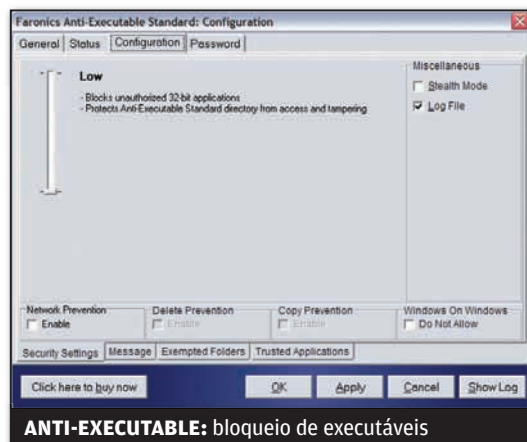 Faronics Anti-Executable Standard: Configuration
General Status Configuration Password
Low
- Blocks unauthorized 32-bit applications
- Protects Anti-Executable Standard directory from access and tampering
Miscellaneous
Stealth Mode
Log File
Network Prevention
Enable
Delete Prevention
Enable
Copy Prevention
Enable
Windows On Windows
Do Not Allow
Security Settings Message Exempted Folders Trusted Applications
Click here to buy now OK Apply Cancel Show Log
ANTI-EXECUTABLE: bloqueio de executáveis